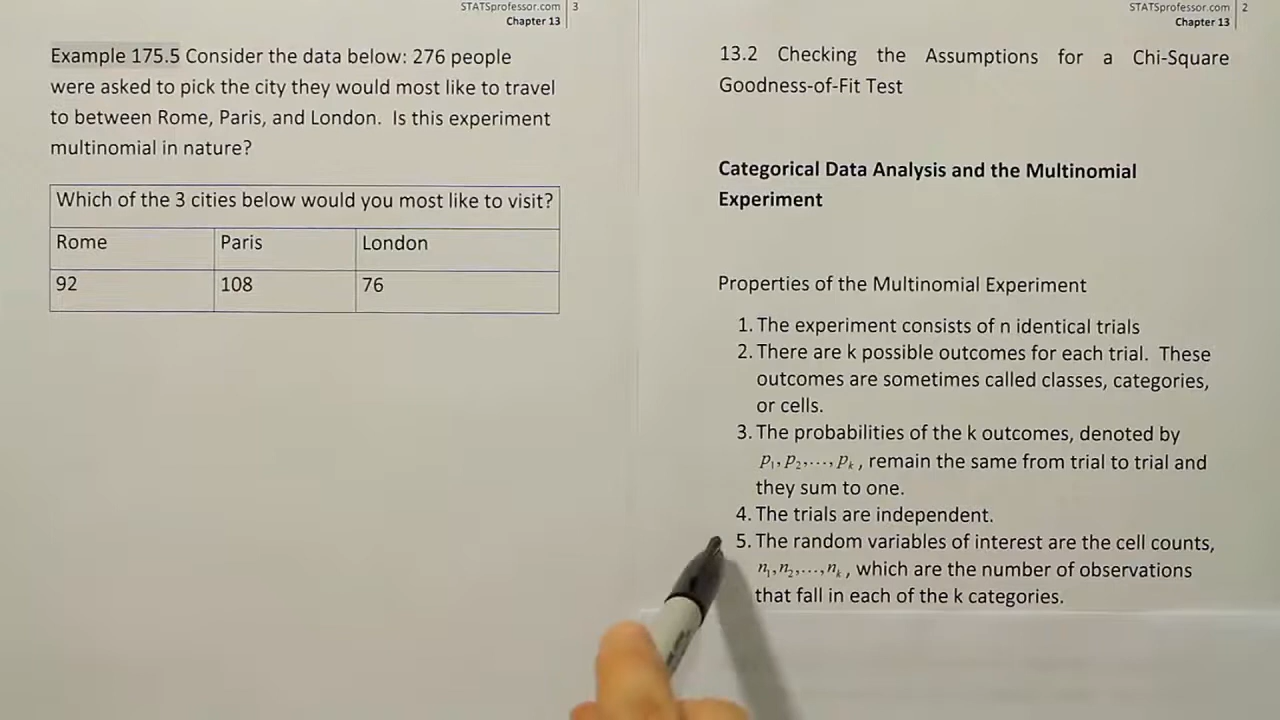 STATSprofessor.com 3
Chapter 13
Example 175.5 Consider the data below: 276 people
were asked to pick the city they would most like to travel
to between Rome, Paris, and London. Is this experiment
multinomial in nature?
Which of the 3 cities below would you most like to visit?
Rome Paris London
92 108 76
STATSprofessor.com 2
Chapter 13
13.2 Checking the Assumptions for a Chi-Square
Goodness-of-Fit Test
Categorical Data Analysis and the Multinomial
Experiment
Properties of the Multinomial Experiment
1. The experiment consists of n identical trials
2. There are k possible outcomes for each trial. These
outcomes are sometimes called classes, categories,
or cells.
3. The probabilities of the k outcomes, denoted by
p₁, p₂,..., pₖ, remain the same from trial to trial and
they sum to one.
4. The trials are independent.
5. The random variables of interest are the cell counts,
n₁, n₂,..., nₖ, which are the number of observations
that fall in each of the k categories.